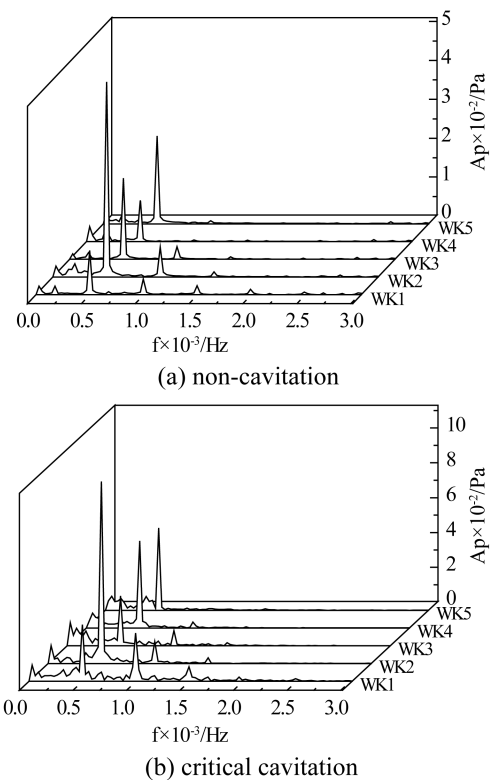 5
4
3
2
1
0
Ap×10⁻²/Pa
WK5
WK4
WK3
WK2
WK1
0.0 0.5 1.0 1.5 2.0 2.5 3.0
f×10⁻³/Hz
(a) non-cavitation
10
8
6
4
2
0
Ap×10⁻²/Pa
WK5
WK4
WK3
WK2
WK1
0.0 0.5 1.0 1.5 2.0 2.5 3.0
f×10⁻³/Hz
(b) critical cavitation